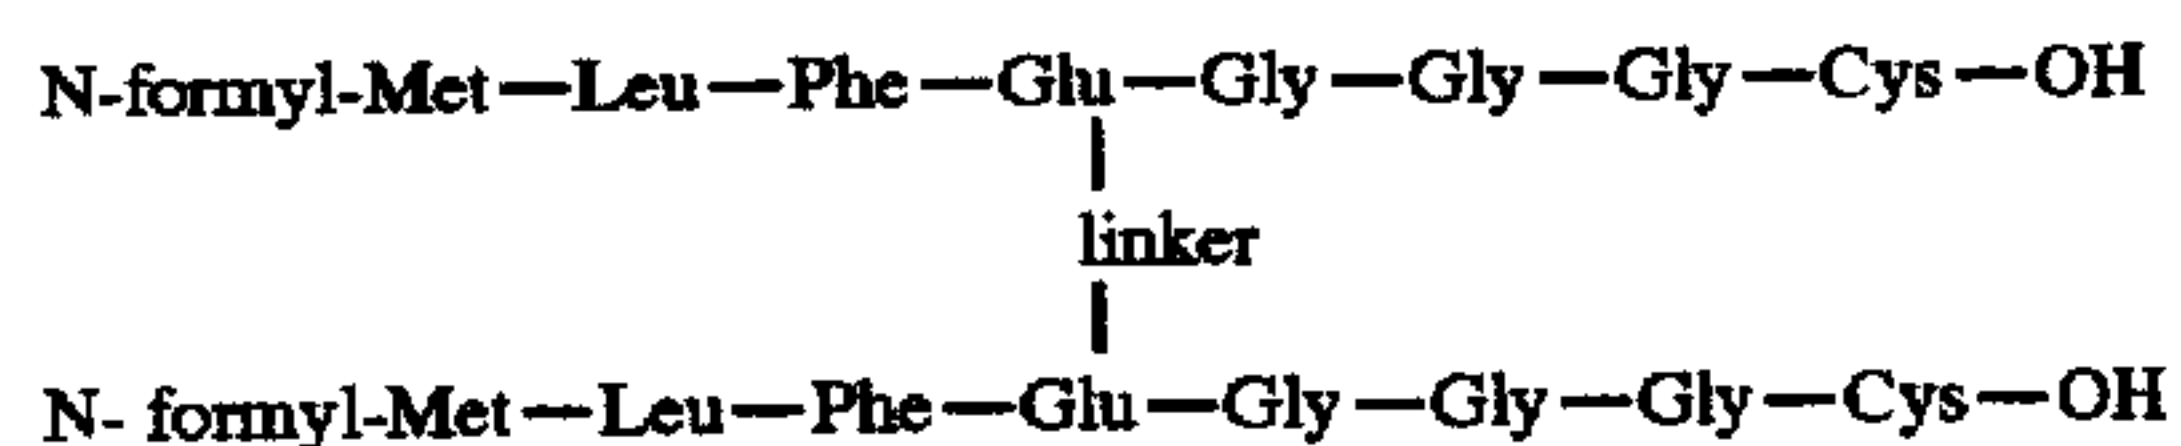 N-formyl-Met—Leu—Phe—Glu—Gly—Gly—Gly—Cys—OH
linker
N- formyl-Met—Leu—Phe—Glu—Gly—Gly—Gly—Cys—OH